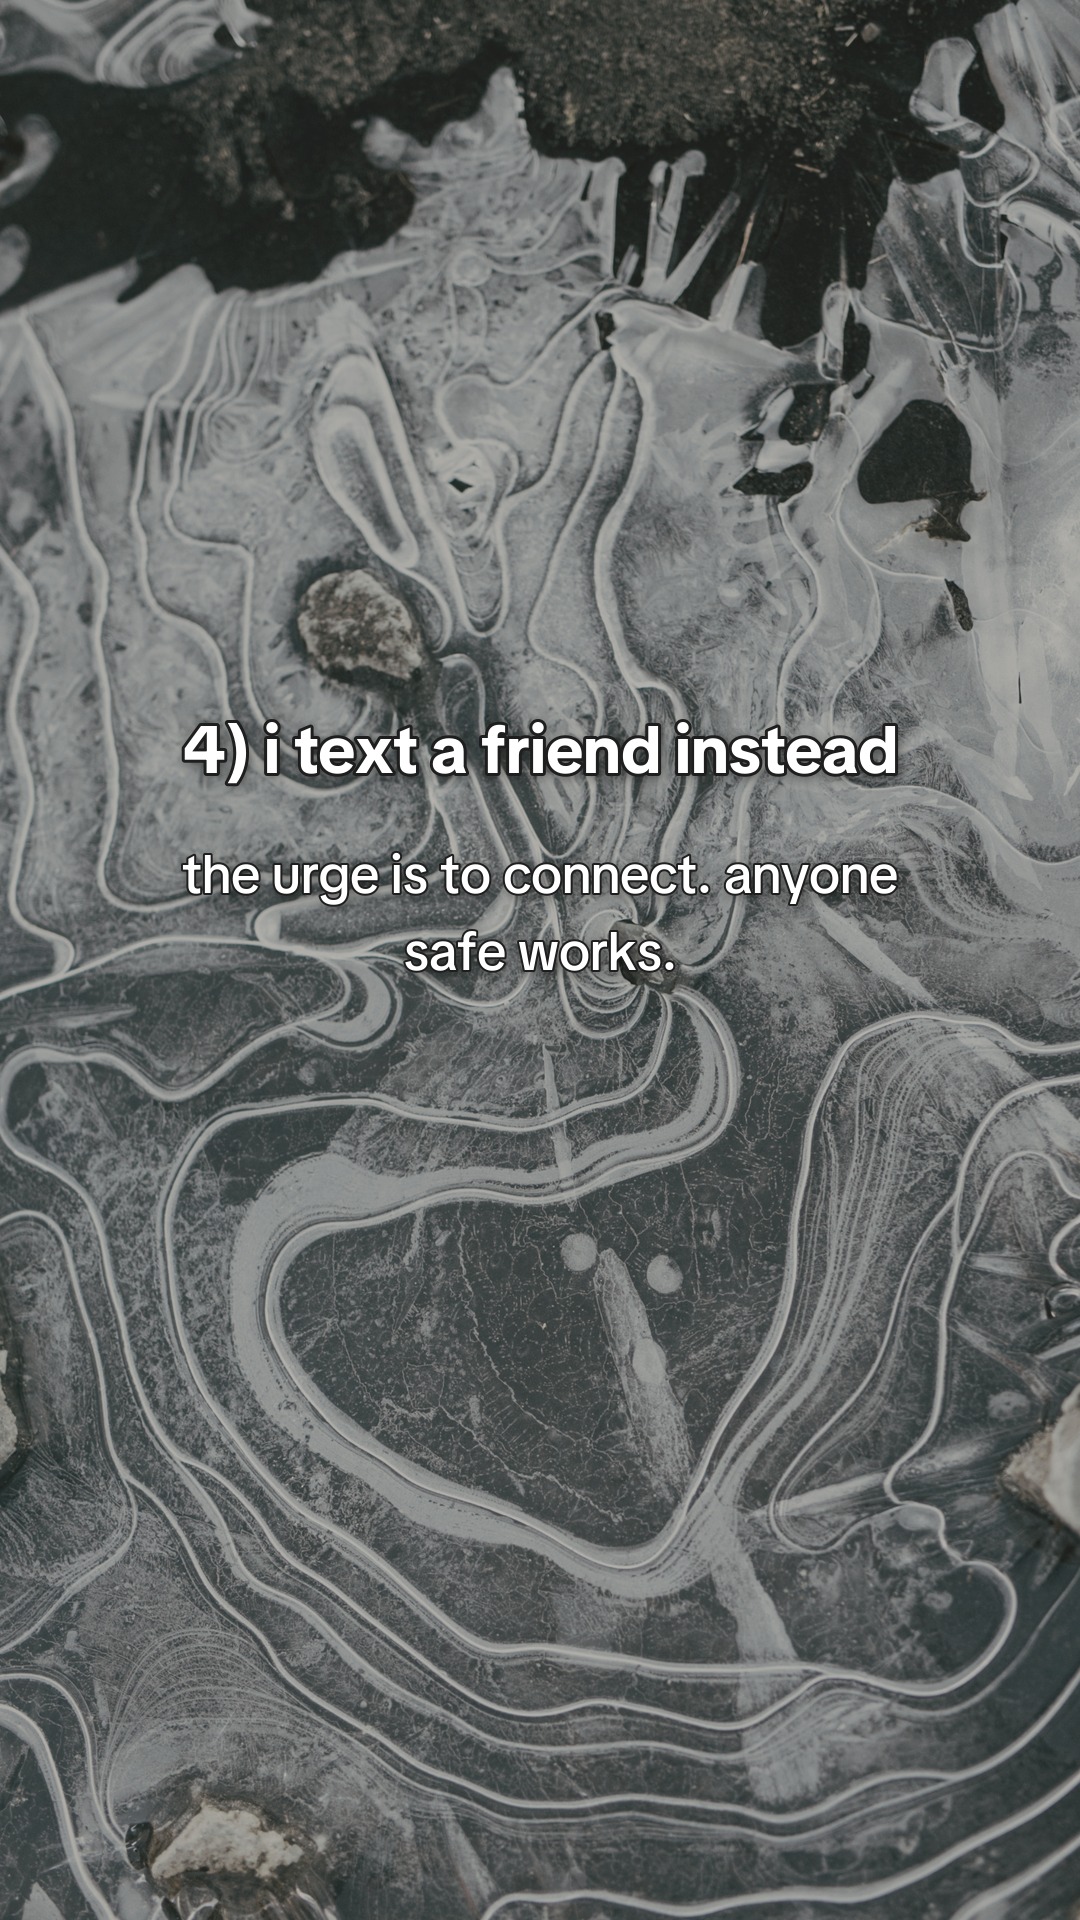 4) i text a friend instead
the urge is to connect. anyone
safe works.